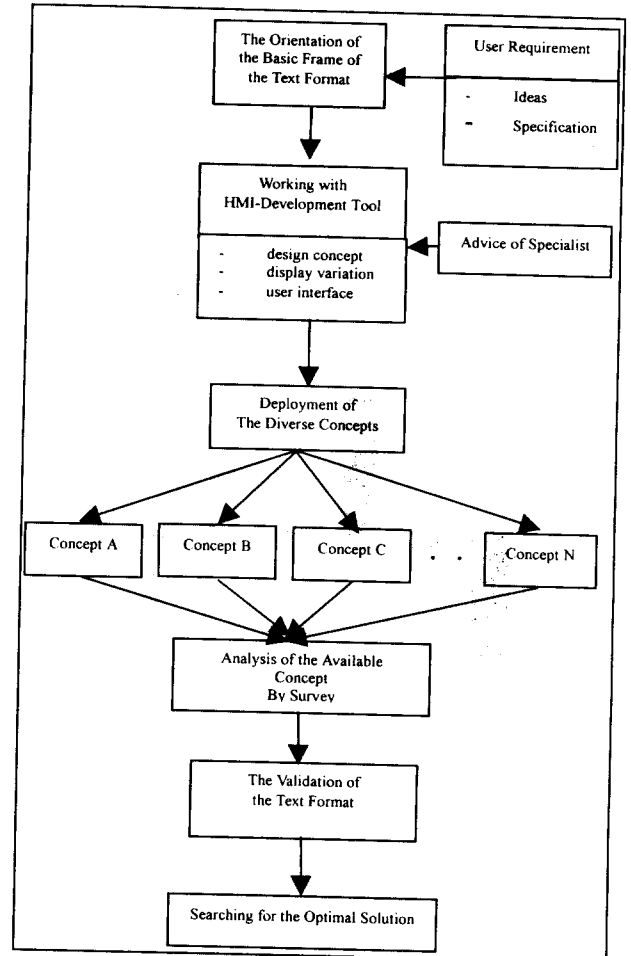 The Orientation of
the Basic Frame of
the Text Format
User Requirement
- Ideas
- Specification
Working with
HMI-Development Tool
- design concept
- display variation
- user interface
Advice of Specialist
Deployment of
The Diverse Concepts
Concept A
Concept B
Concept C
. .
Concept N
Analysis of the Available
Concept
By Survey
The Validation of
the Text Format
Searching for the Optimal Solution